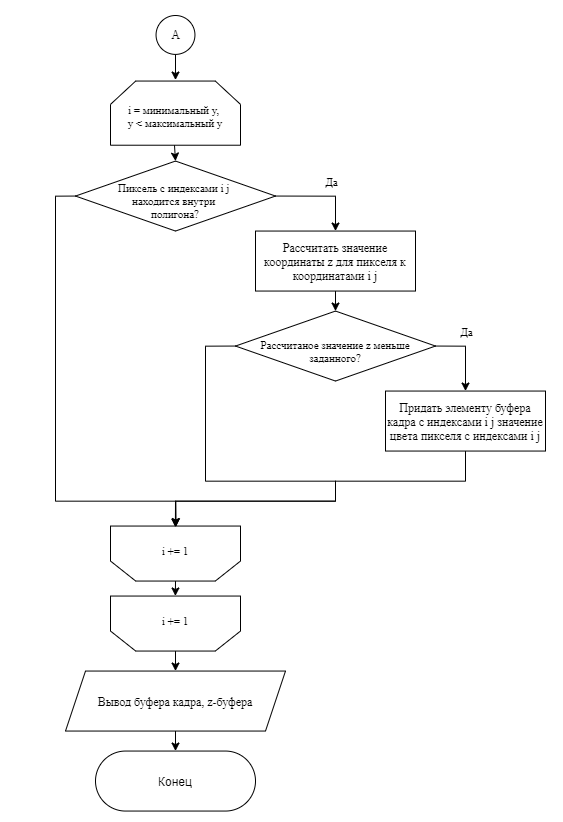 А
i = минимальный y,
y < максимальный y
Пиксель с индексами i j
находится внутри
полигона?
Да
Рассчитать значение
координаты z для пикселя к
координатами i j
Рассчитаное значение z меньше
заданного?
Да
Придать элементу буфера
кадра с индексами i j значение
цвета пикселя с индексами i j
i += 1
i += 1
Вывод буфера кадра, z-буфера
Конец